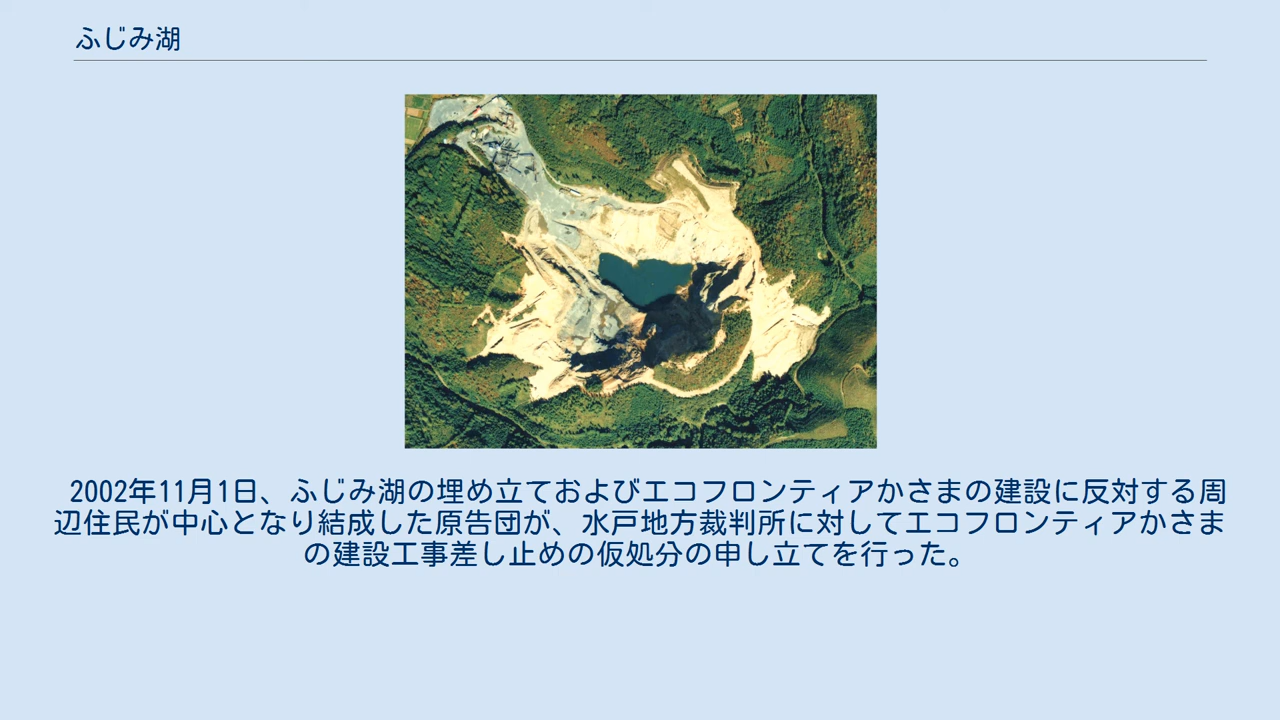 ふじみ湖
2002年11月1日、ふじみ湖の埋め立ておよびエコフロンティアかさまの建設に反対する周
辺住民が中心となり結成した原告団が、水戸地方裁判所に対してエコフロンティアかさま
の建設工事差し止めの仮処分の申し立てを行った。